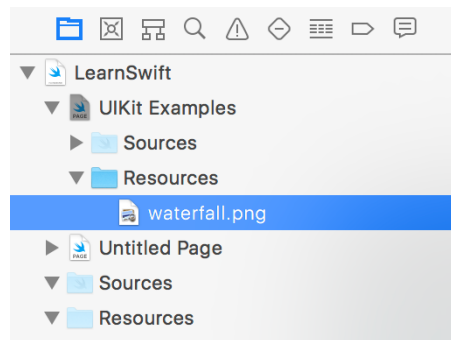 LearnSwift
UIKit Examples
Sources
Resources
waterfall.png
Untitled Page
Sources
Resources